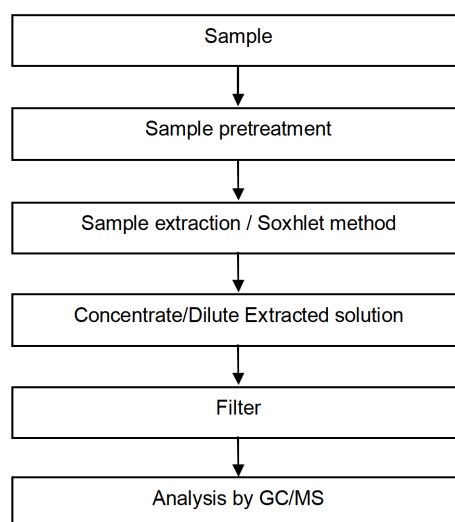 Sample
Sample pretreatment
Sample extraction / Soxhlet method
Concentrate/Dilute Extracted solution
Filter
Analysis by GC/MS